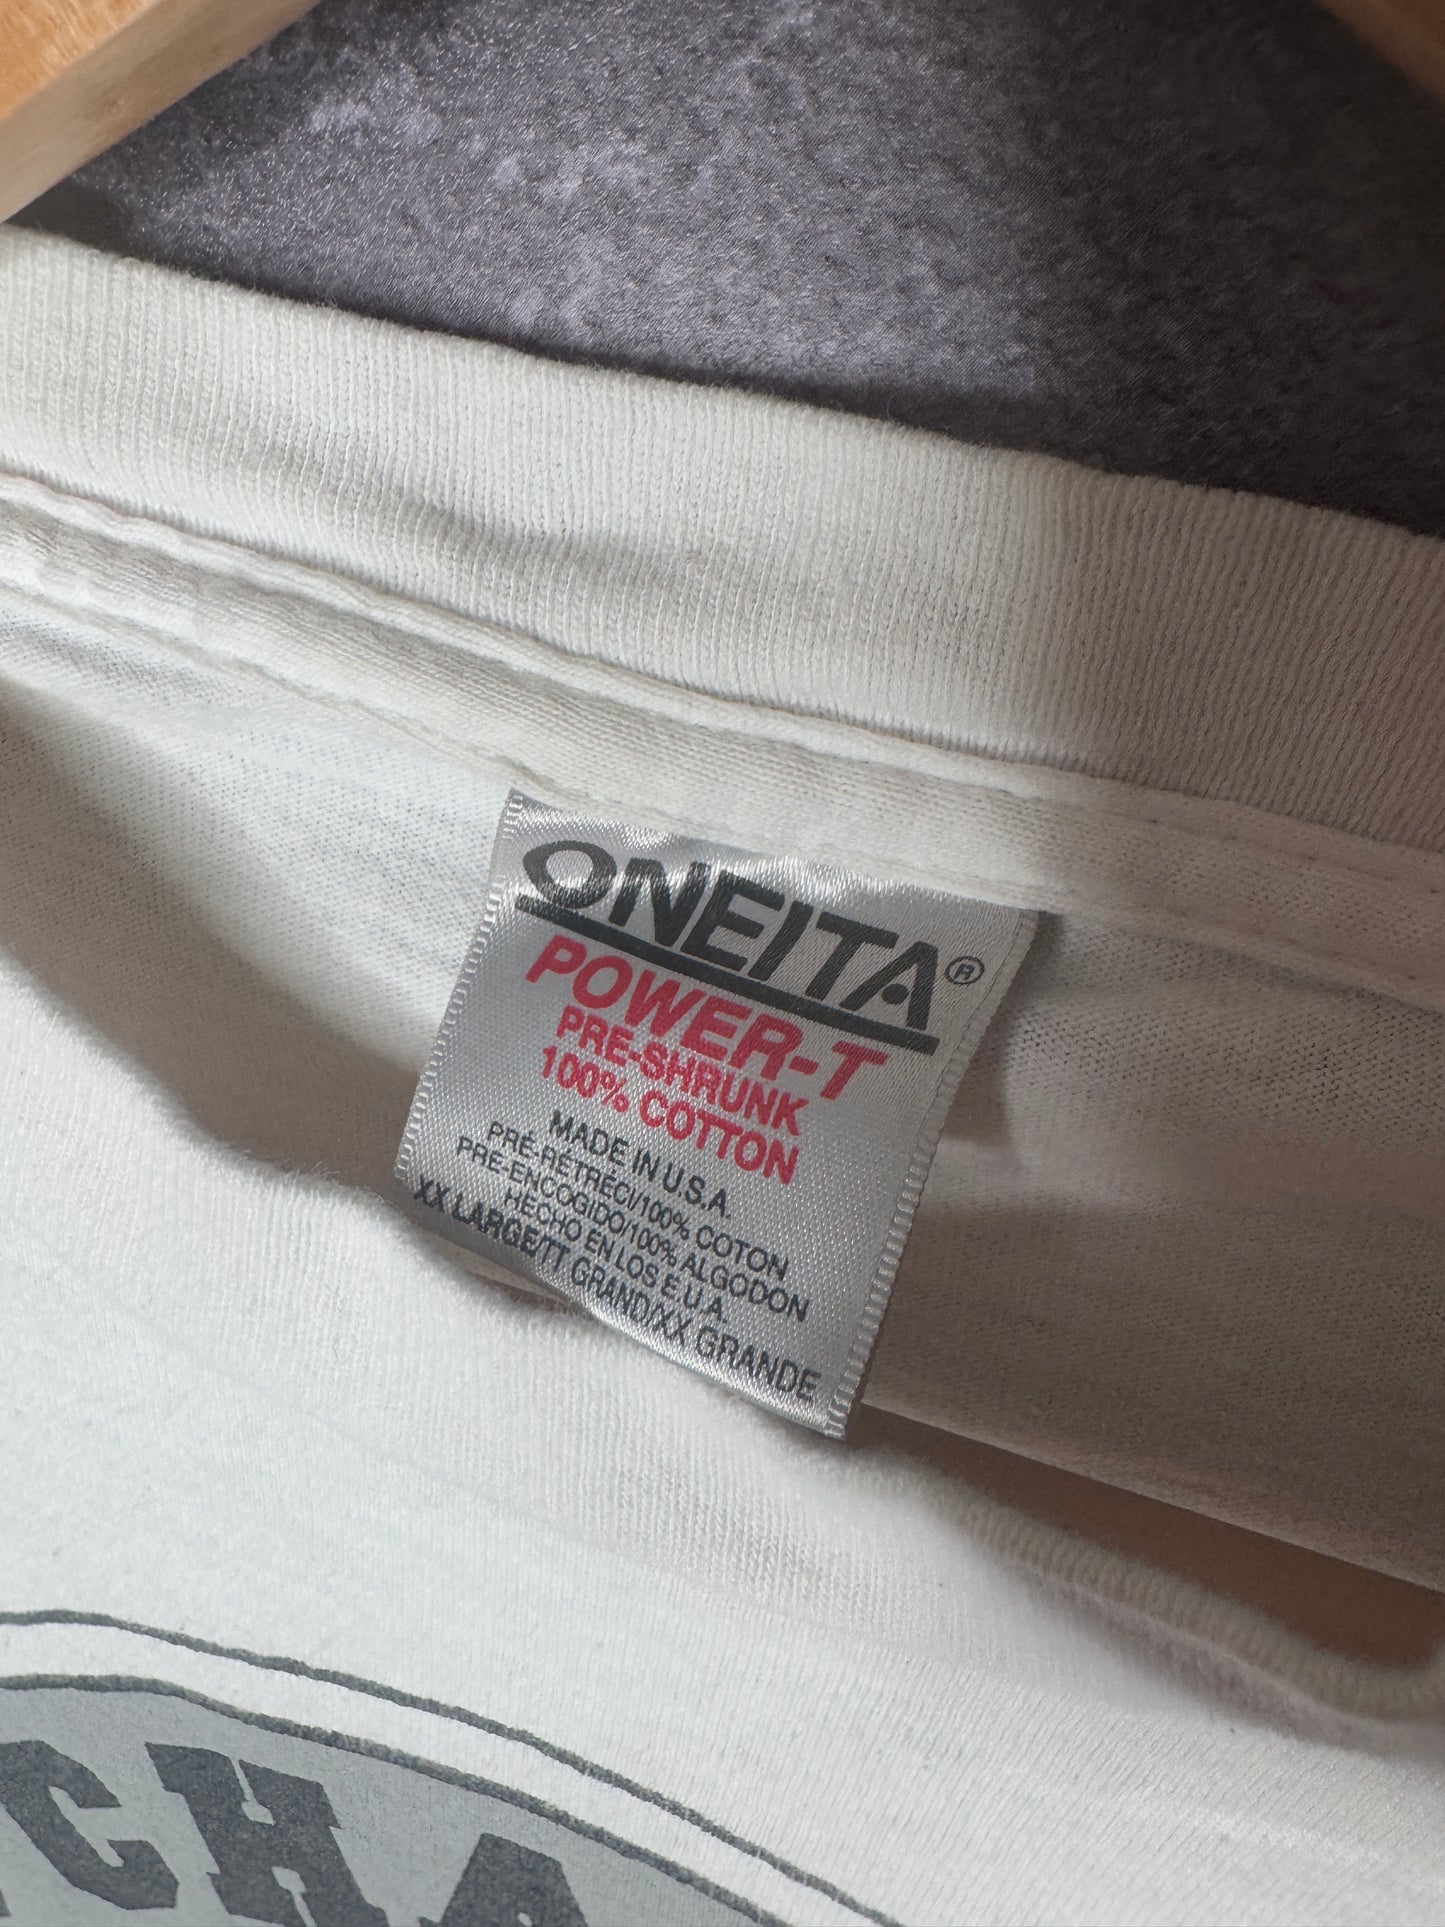 ONEITA®
POWER-T
PRE-SHRUNK
100% COTTON
MADE IN U.S.A.
PRÉ-RÉTRÉCI/100% COTON
PRE-ENCOGIDO/100% ALGODON
HECHO EN LOS E.U.A.
XX LARGE/TT GRAND/XX GRANDE